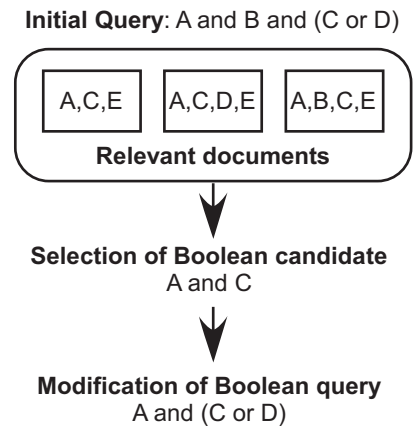 Initial Query: A and B and (C or D)
A,C,E
A,C,D,E
A,B,C,E
Relevant documents
Selection of Boolean candidate
A and C
Modification of Boolean query
A and (C or D)